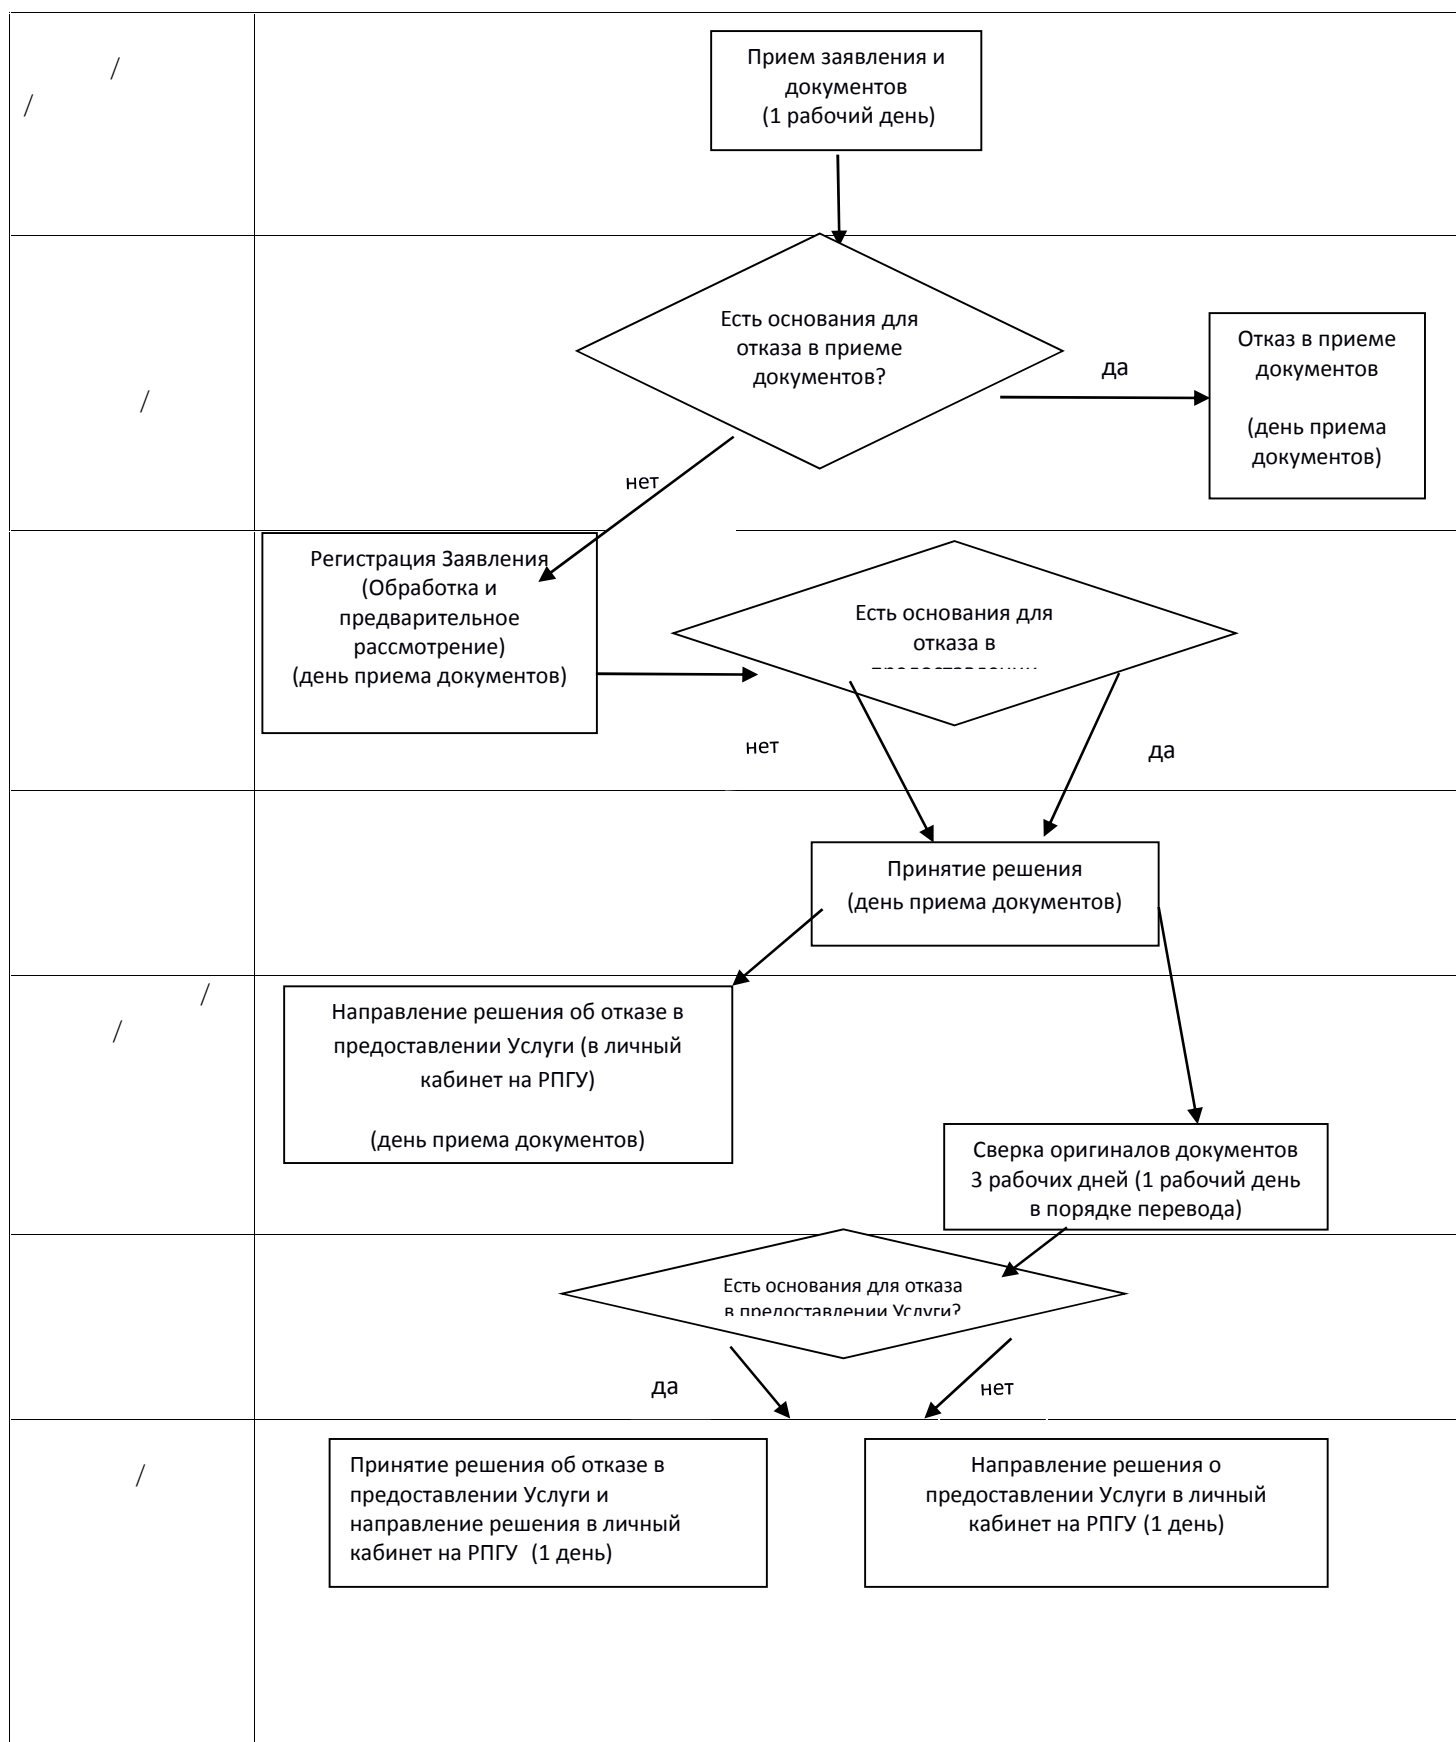 /
/
Прием заявления и
документов
(1 рабочий день)
Есть основания для
отказа в приеме
документов?
да
Отказ в приеме
документов
(день приема
документов)
/
нет
Регистрация Заявления
(Обработка и
предварительное
рассмотрение)
(день приема документов)
Есть основания для
отказа в
нет
да
Принятие решения
(день приема документов)
/
/
Направление решения об отказе в
предоставлении Услуги (в личный
кабинет на РПГУ)
(день приема документов)
Сверка оригиналов документов
3 рабочих дней (1 рабочий день
в порядке перевода)
Есть основания для отказа
в предоставлении Услуги?
да
нет
/
Принятие решения об отказе в
предоставлении Услуги и
направление решения в личный
кабинет на РПГУ (1 день)
Направление решения о
предоставлении Услуги в личный
кабинет на РПГУ (1 день)